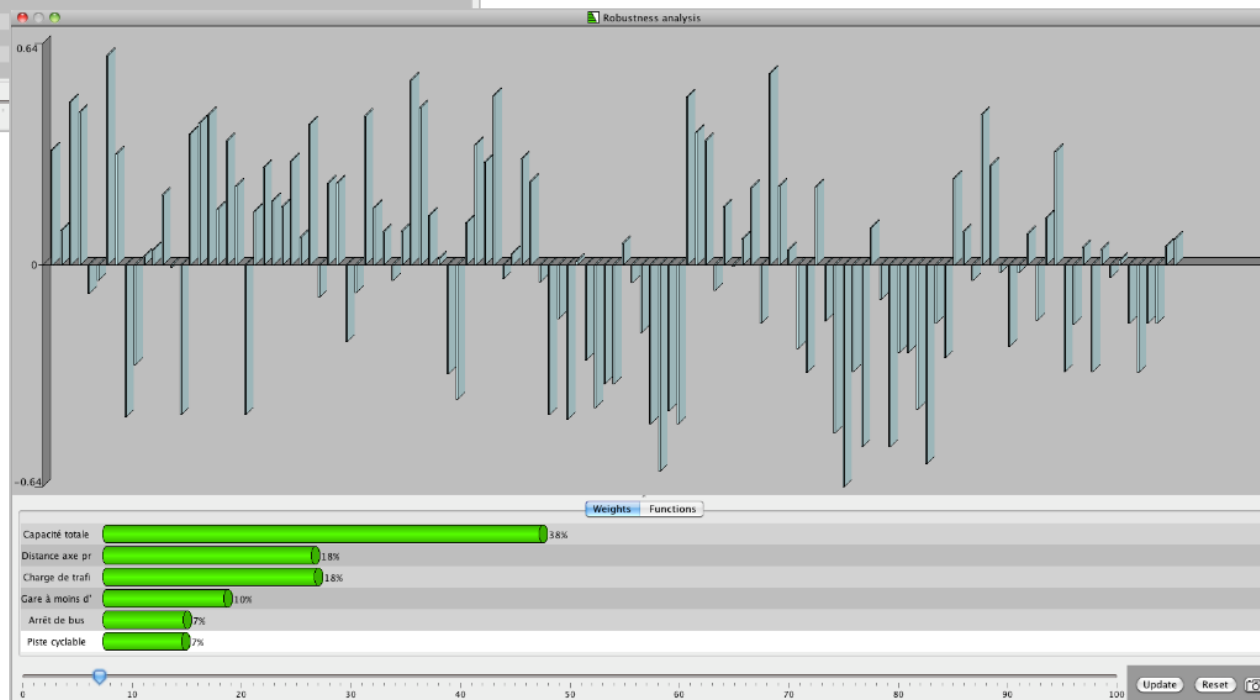 Robustness analysis
0.64
0
-0.64
Weights Functions
Capacité totale 38%
Distance axe pr 18%
Charge de trafi 18%
Gare à moins d' 10%
Arrêt de bus 7%
Piste cyclable 7%
0 10 20 30 40 50 60 70 80 90 100
Update Reset